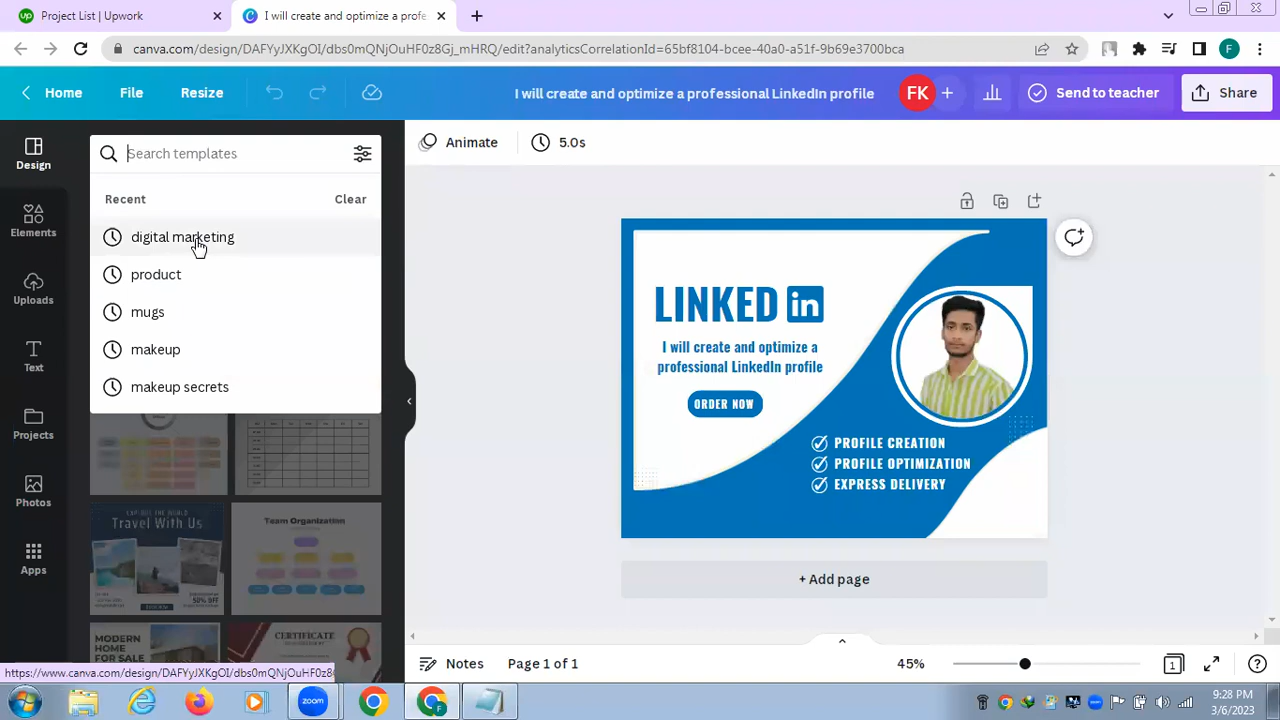 Project List | Upwork
I will create and optimize a profe
canva.com/design/DAFYyJXKgOI/dbs0mQNjOuHF0z8Gj_mHRQ/edit?analyticsCorrelationId=65bf8104-bcee-40a0-a51f-9b69e3700bca
F
Home
File
Resize
I will create and optimize a professional LinkedIn profile
FK
Send to teacher
Share
Design
Elements
Uploads
Text
Projects
Photos
Apps
Search templates
Recent
Clear
digital marketing
product
mugs
makeup
makeup secrets
Travel With Us
Team Organization
MODERN
HOME
FOR SALE
CERTIFICATE
Animate
5.0s
LINKED in
I will create and optimize a
professional LinkedIn profile
ORDER NOW
PROFILE CREATION
PROFILE OPTIMIZATION
EXPRESS DELIVERY
+ Add page
Notes
Page 1 of 1
45%
1
https://www.canva.com/design/DAFYyJXKgOI/dbs0mQNjOuHF0z8
zoom
9:28 PM
3/6/2023